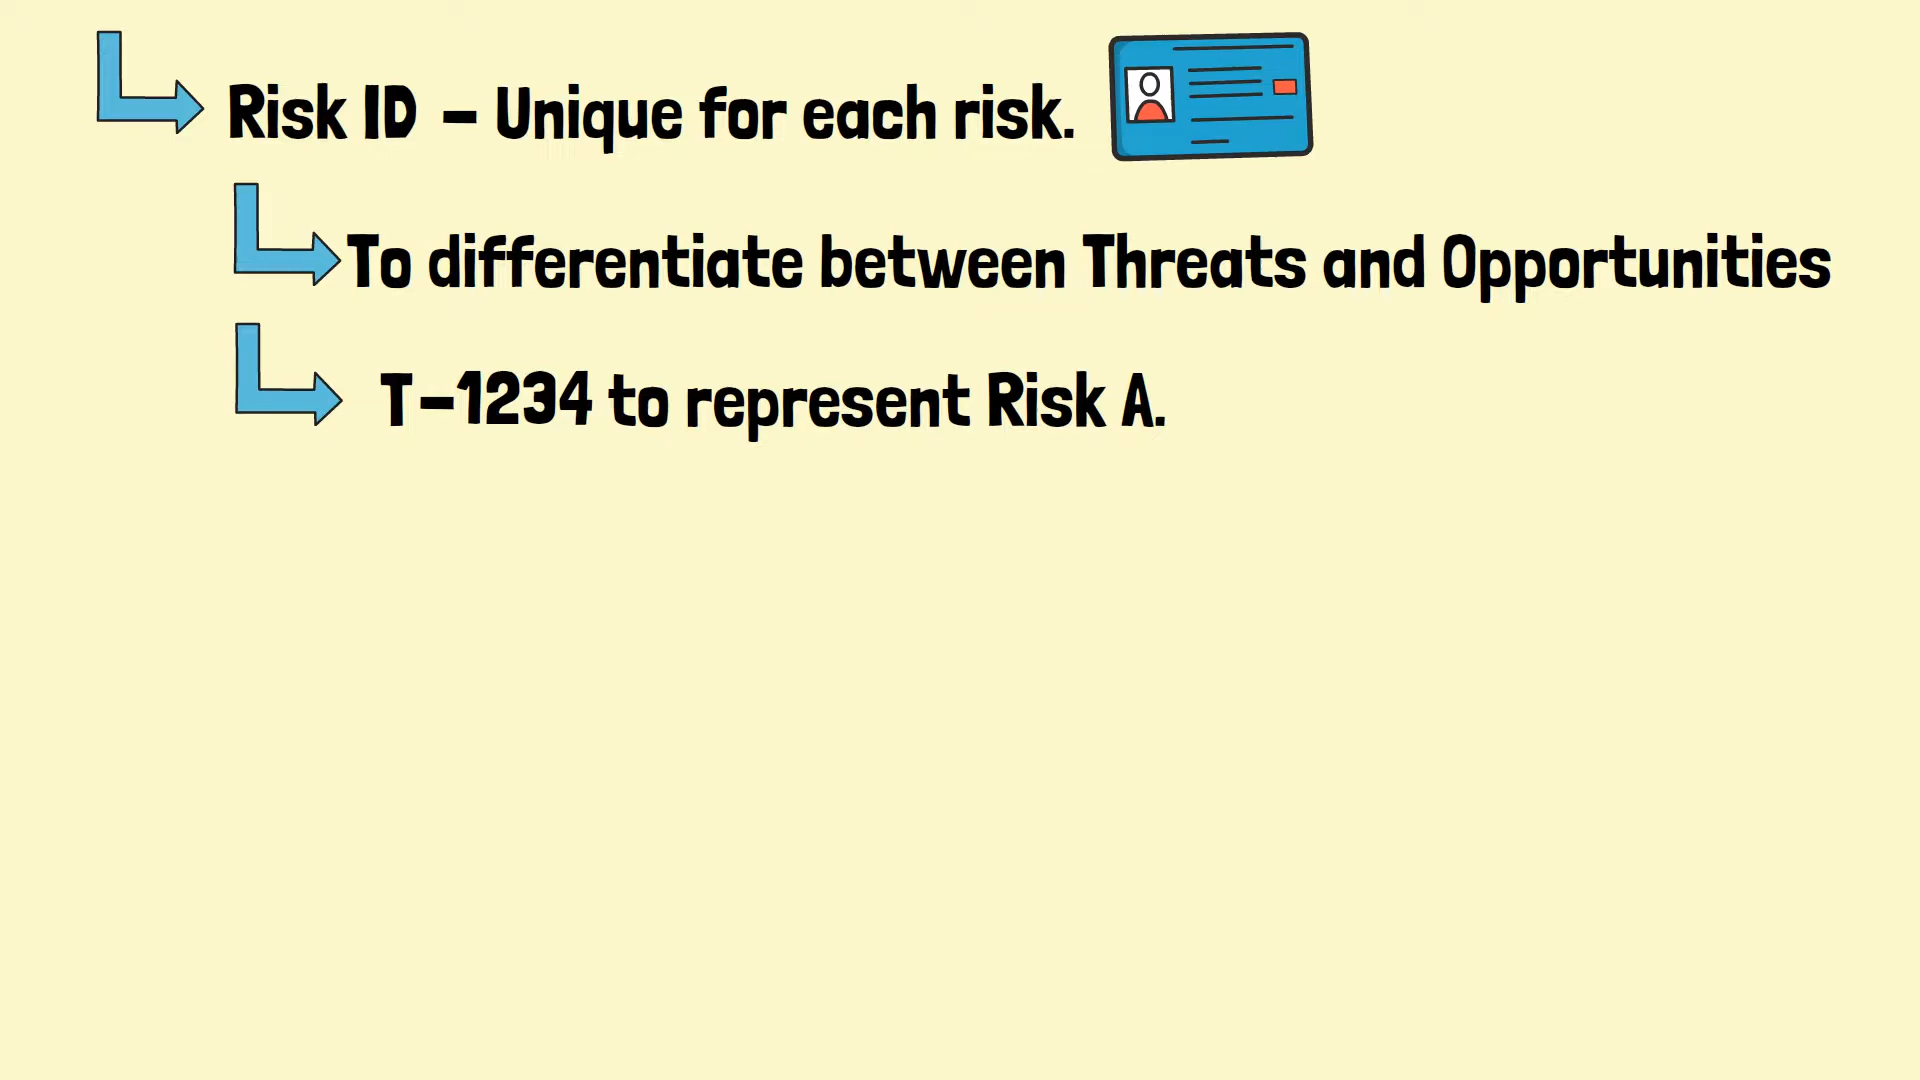 Risk ID - Unique for each risk.
To differentiate between Threats and Opportunities
T-1234 to represent Risk A.